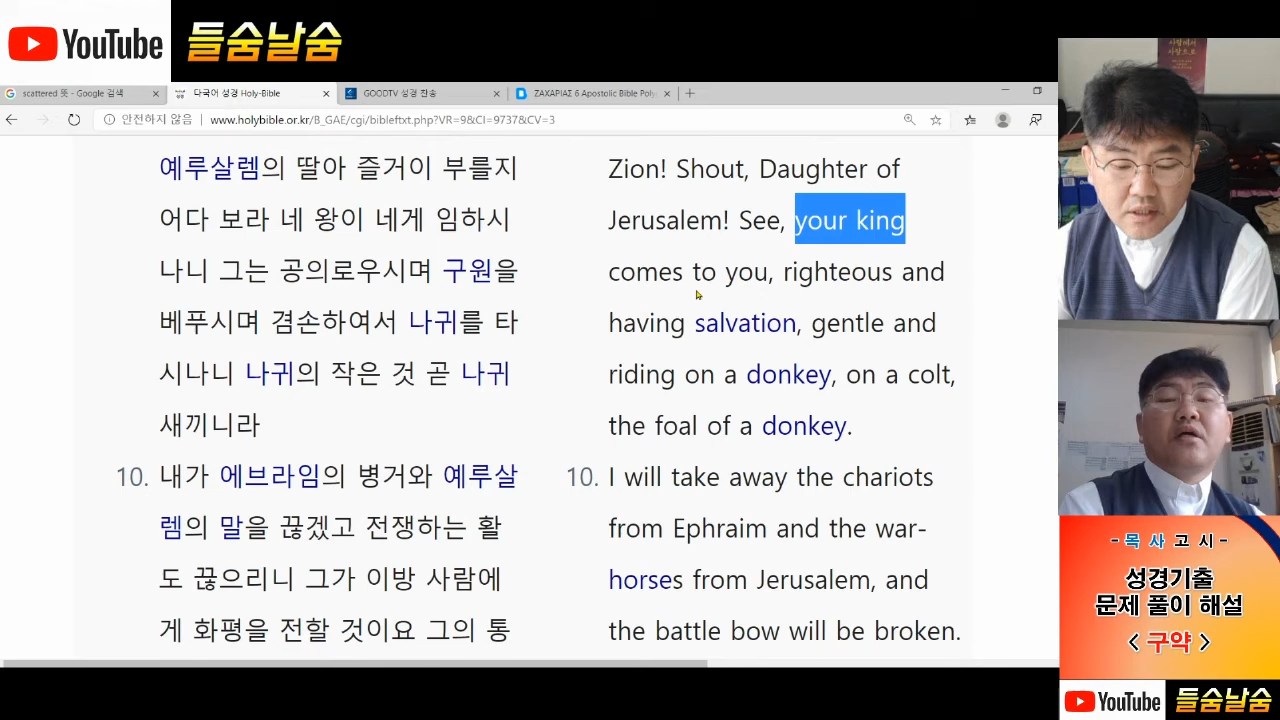 YouTube 들숨날숨
scattered 뜻 - Google 검색
다국어 성경 Holy-Bible
GOODTV 성경 찬송
ΖΑΧΑΡΙΑΣ 6 Apostolic Bible Poly
안전하지 않음
www.holybible.or.kr/B_GAE/cgi/bibleftxt.php?VR=9&CI=9737&CV=3
예루살렘의 딸아 즐거이 부를지
어다 보라 네 왕이 네게 임하시
나니 그는 공의로우시며 구원을
베푸시며 겸손하여서 나귀를 타
시나니 나귀의 작은 것 곧 나귀
새끼니라
10. 내가 에브라임의 병거와 예루살
렘의 말을 끊겠고 전쟁하는 활
도 끊으리니 그가 이방 사람에
게 화평을 전할 것이요 그의 통
Zion! Shout, Daughter of
Jerusalem! See, your king
comes to you, righteous and
having salvation, gentle and
riding on a donkey, on a colt,
the foal of a donkey.
10. I will take away the chariots
from Ephraim and the war-
horses from Jerusalem, and
the battle bow will be broken.
사랑에서
사랑으로
- 목 사 고 시 -
성경기출
문제 풀이 해설
< 구약 >
YouTube 들숨날숨